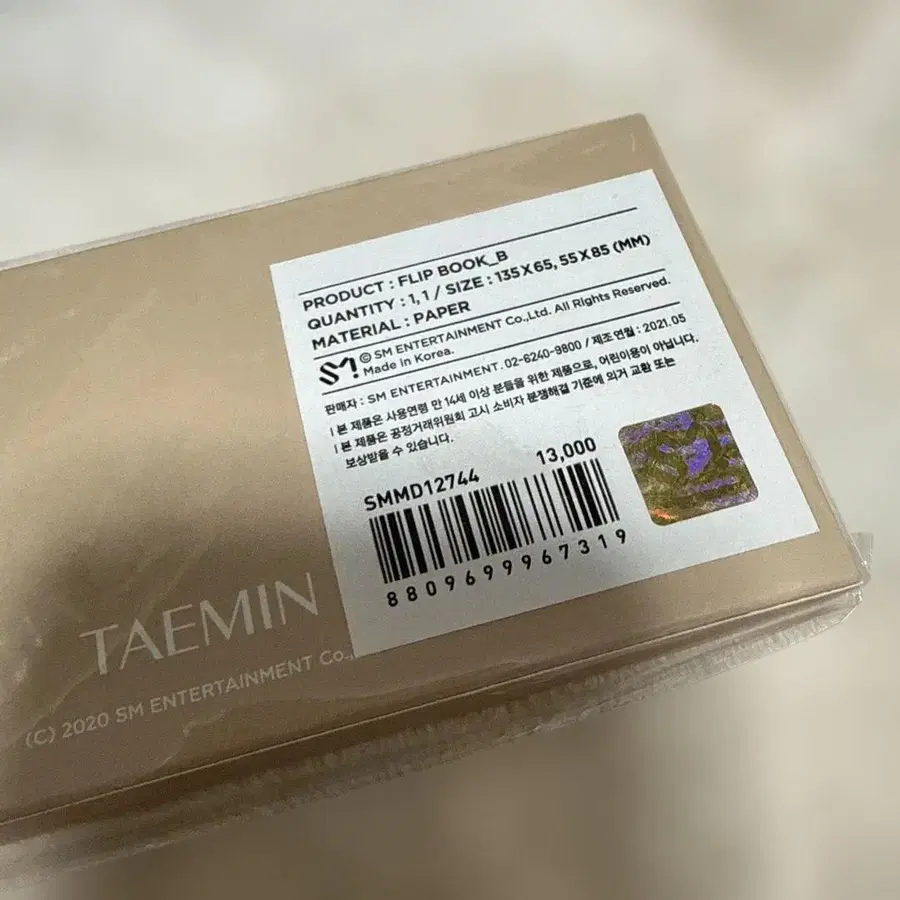 PRODUCT : FLIP BOOK_B
QUANTITY : 1, 1 / SIZE : 135X65, 55X85 (MM)
MATERIAL : PAPER
SM
© SM ENTERTAINMENT Co.,Ltd. All Rights Reserved.
Made in Korea.
판매자 : SM ENTERTAINMENT. 02-6240-9800 / 제조 연월 : 2021.05
| 본 제품은 사용연령 만 14세 이상 분들을 위한 제품으로, 어린이용이 아닙니다.
| 본 제품은 공정거래위원회 고시 소비자 분쟁해결 기준에 의거 교환 또는
보상받을 수 있습니다.
SMMD12744 13,000
8809699967319
TAEMIN
(C) 2020 SM ENTERTAINMENT Co.,